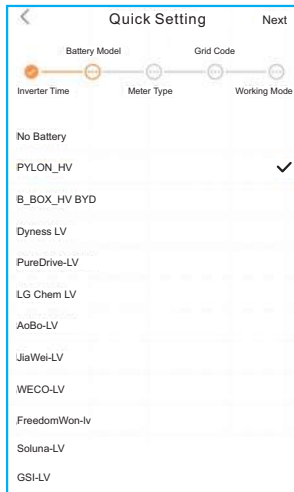 Quick Setting Next
Battery Model Grid Code
Inverter Time Meter Type Working Mode
No Battery
PYLON_HV
B_BOX_HV BYD
Dyness LV
PureDrive-LV
LG Chem LV
AoBo-LV
JiaWei-LV
WECO-LV
FreedomWon-lv
Soluna-LV
GSl-LV